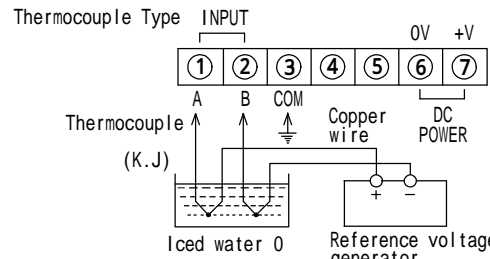 Thermocouple Type INPUT
0V +V
1 2 3 4 5 6 7
A B COM
DC POWER
Thermocouple
Copper wire
(K.J)
+ −
Iced water 0
Reference voltage
generator